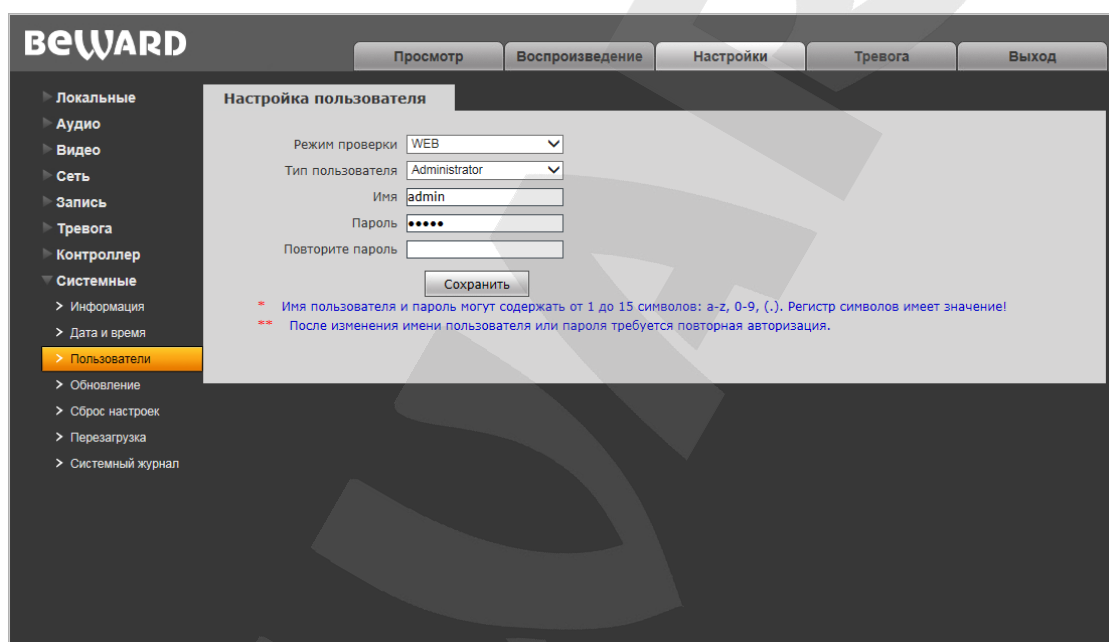 BEWARD
Просмотр Воспроизведение Настройки Тревога Выход
Локальные
Аудио
Видео
Сеть
Запись
Тревога
Контроллер
Системные
Информация
Дата и время
Пользователи
Обновление
Сброс настроек
Перезагрузка
Системный журнал
Настройка пользователя
Режим проверки WEB
Тип пользователя Administrator
Имя admin
Пароль •••••
Повторите пароль
Сохранить
* Имя пользователя и пароль могут содержать от 1 до 15 символов: a-z, 0-9, (.). Регистр символов имеет значение!
** После изменения имени пользователя или пароля требуется повторная авторизация.